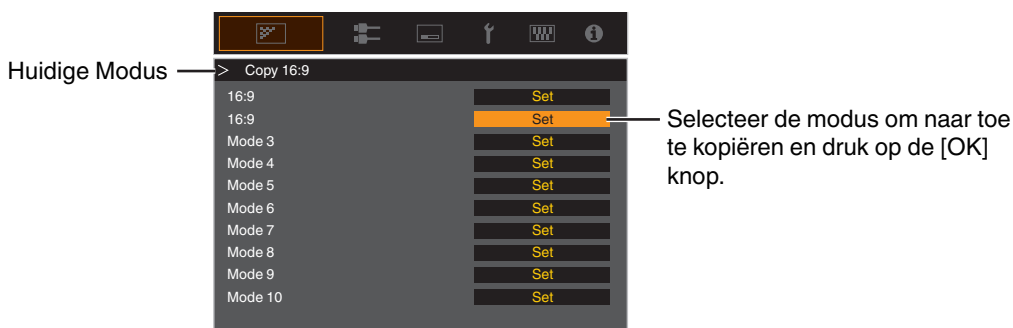 Huidige Modus
> Copy 16:9
16:9 Set
16:9 Set
Mode 3 Set
Mode 4 Set
Mode 5 Set
Mode 6 Set
Mode 7 Set
Mode 8 Set
Mode 9 Set
Mode 10 Set
Selecteer de modus om naar toe
te kopiëren en druk op de [OK]
knop.